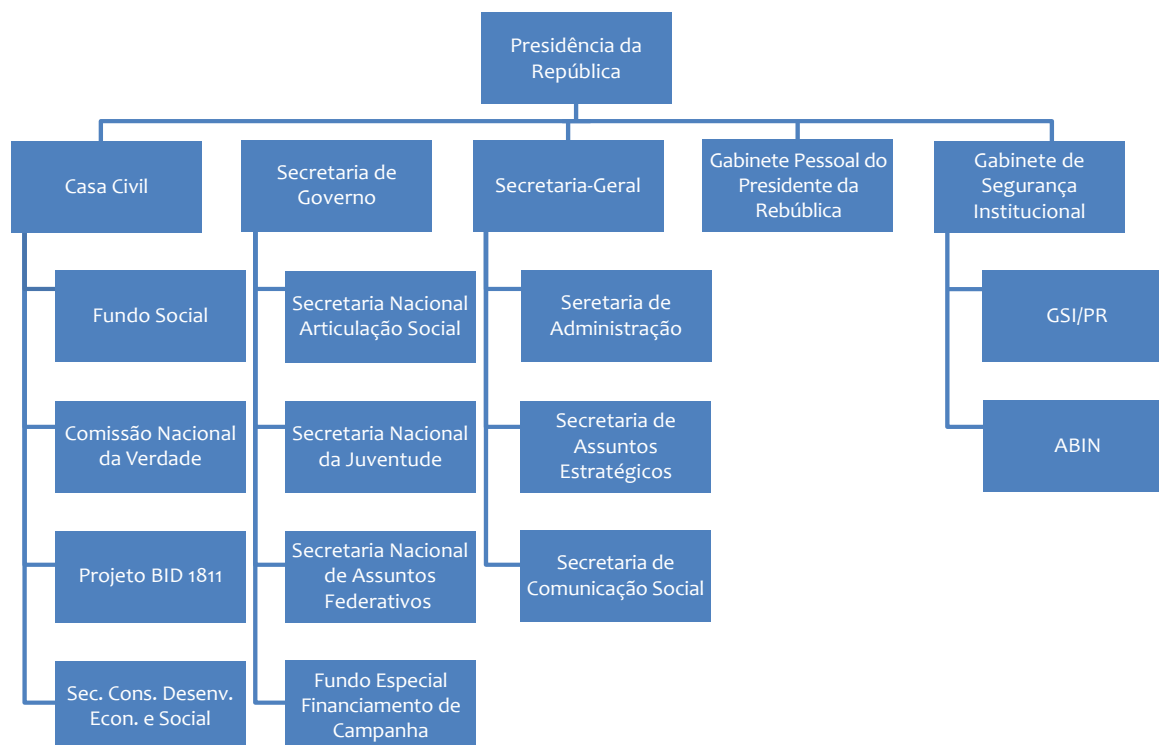 Presidência da
República
Casa Civil
Secretaria de
Governo
Secretaria-Geral
Gabinete Pessoal do
Presidente da
Rebública
Gabinete de
Segurança
Institucional
Fundo Social
Secretaria Nacional
Articulação Social
Seretaria de
Administração
GSI/PR
Comissão Nacional
da Verdade
Secretaria Nacional
da Juventude
Secretaria de
Assuntos
Estratégicos
ABIN
Projeto BID 1811
Secretaria Nacional
de Assuntos
Federativos
Secretaria de
Comunicação Social
Sec. Cons. Desenv.
Econ. e Social
Fundo Especial
Financiamento de
Campanha